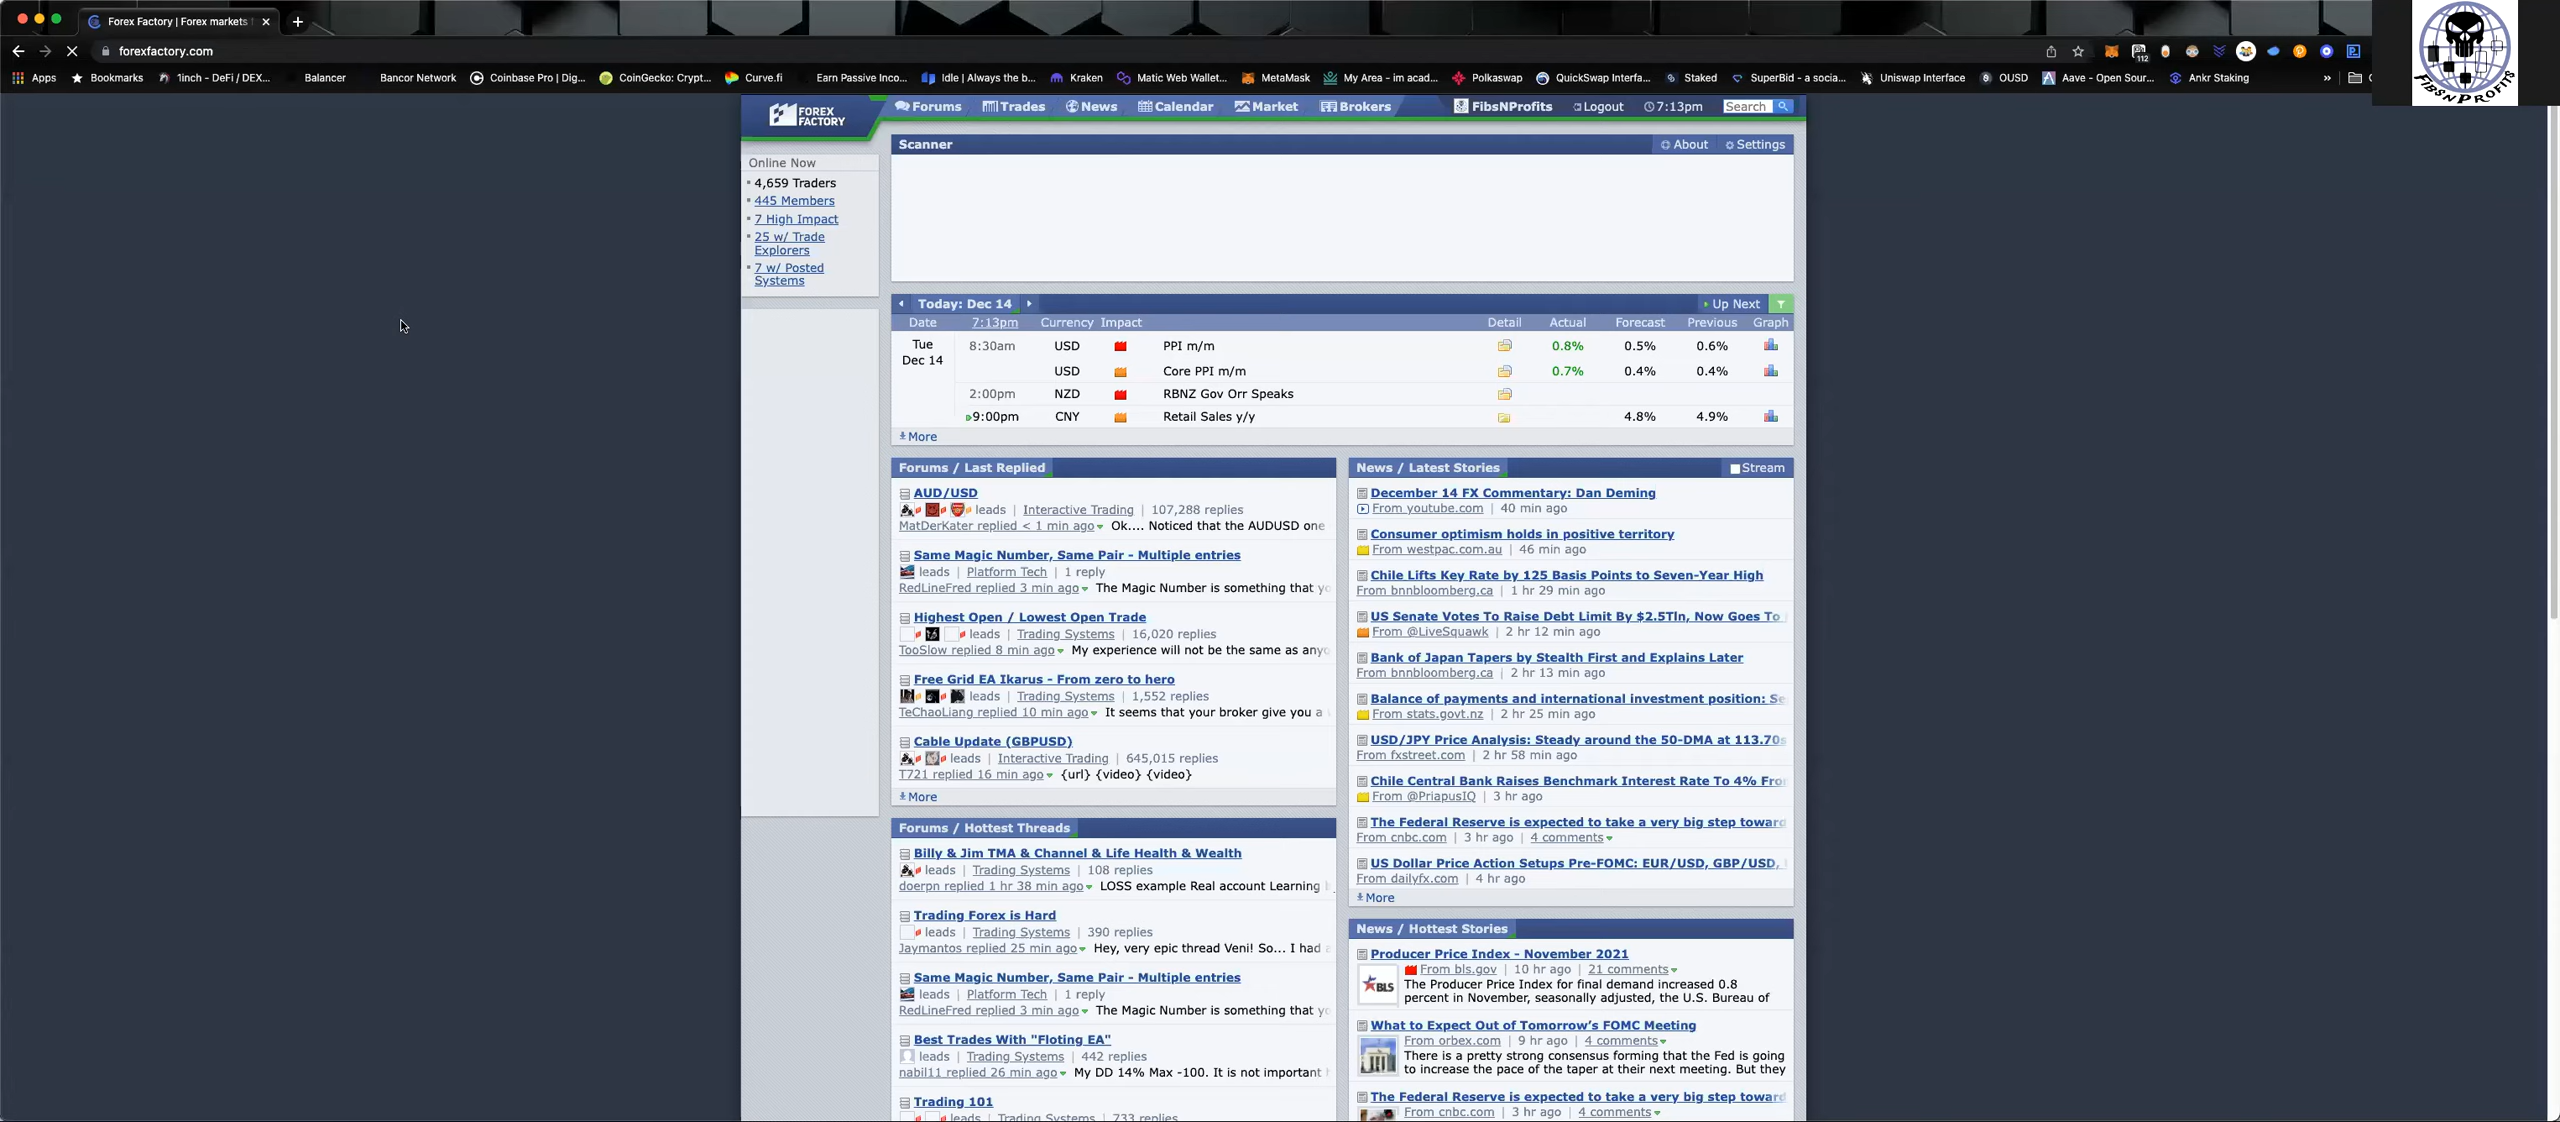 Forex Factory | Forex markets
forexfactory.com
Apps
Bookmarks
1inch - DeFi / DEX...
Balancer
Bancor Network
Coinbase Pro | Dig...
CoinGecko: Crypt...
Curve.fi
Earn Passive Inco...
Idle | Always the b...
Kraken
Matic Web Wallet...
MetaMask
My Area - im acad...
Polkaswap
QuickSwap Interfa...
Staked
SuperBid - a socia...
Uniswap Interface
OUSD
Aave - Open Sour...
Ankr Staking
»
112
FIBSNPROFITS
FOREX
FACTORY
Forums
Trades
News
Calendar
Market
Brokers
FibsNProfits
Logout
7:13pm
Search
Online Now
4,659 Traders
445 Members
7 High Impact
25 w/ Trade
Explorers
7 w/ Posted
Systems
Scanner
About
Settings
Today: Dec 14
Up Next
Date 7:13pm Currency Impact Detail Actual Forecast Previous Graph
Tue
Dec 14
8:30am USD PPI m/m 0.8% 0.5% 0.6%
USD Core PPI m/m 0.7% 0.4% 0.4%
2:00pm NZD RBNZ Gov Orr Speaks
9:00pm CNY Retail Sales y/y 4.8% 4.9%
More
Forums / Last Replied
AUD/USD
leads | Interactive Trading | 107,288 replies
MatDerKater replied < 1 min ago Ok.... Noticed that the AUDUSD one
Same Magic Number, Same Pair - Multiple entries
leads | Platform Tech | 1 reply
RedLineFred replied 3 min ago The Magic Number is something that yo
Highest Open / Lowest Open Trade
leads | Trading Systems | 16,020 replies
TooSlow replied 8 min ago My experience will not be the same as anyo
Free Grid EA Ikarus - From zero to hero
leads | Trading Systems | 1,552 replies
TeChaoLiang replied 10 min ago It seems that your broker give you a
Cable Update (GBPUSD)
leads | Interactive Trading | 645,015 replies
T721 replied 16 min ago {url} {video} {video}
More
Forums / Hottest Threads
Billy & Jim TMA & Channel & Life Health & Wealth
leads | Trading Systems | 108 replies
doerpn replied 1 hr 38 min ago LOSS example Real account Learning
Trading Forex is Hard
leads | Trading Systems | 390 replies
Jaymantos replied 25 min ago Hey, very epic thread Veni! So... I had
Same Magic Number, Same Pair - Multiple entries
leads | Platform Tech | 1 reply
RedLineFred replied 3 min ago The Magic Number is something that yo
Best Trades With "Floting EA"
leads | Trading Systems | 442 replies
nabil11 replied 26 min ago My DD 14% Max -100. It is not important
Trading 101
leads | Trading Systems | 733 replies
News / Latest Stories
Stream
December 14 FX Commentary: Dan Deming
From youtube.com | 40 min ago
Consumer optimism holds in positive territory
From westpac.com.au | 46 min ago
Chile Lifts Key Rate by 125 Basis Points to Seven-Year High
From bnnbloomberg.ca | 1 hr 29 min ago
US Senate Votes To Raise Debt Limit By $2.5Tln, Now Goes To
From @LiveSquawk | 2 hr 12 min ago
Bank of Japan Tapers by Stealth First and Explains Later
From bnnbloomberg.ca | 2 hr 13 min ago
Balance of payments and international investment position: Se
From stats.govt.nz | 2 hr 25 min ago
USD/JPY Price Analysis: Steady around the 50-DMA at 113.70s
From fxstreet.com | 2 hr 58 min ago
Chile Central Bank Raises Benchmark Interest Rate To 4% Fro
From @PriapusIQ | 3 hr ago
The Federal Reserve is expected to take a very big step toward
From cnbc.com | 3 hr ago | 4 comments
US Dollar Price Action Setups Pre-FOMC: EUR/USD, GBP/USD,
From dailyfx.com | 4 hr ago
More
News / Hottest Stories
Producer Price Index - November 2021
From bls.gov | 10 hr ago | 21 comments
BLS
The Producer Price Index for final demand increased 0.8
percent in November, seasonally adjusted, the U.S. Bureau of
What to Expect Out of Tomorrow's FOMC Meeting
From orbex.com | 9 hr ago | 4 comments
There is a pretty strong consensus forming that the Fed is going
to increase the pace of the taper at their next meeting. But they
The Federal Reserve is expected to take a very big step toward
From cnbc.com | 3 hr ago | 4 comments